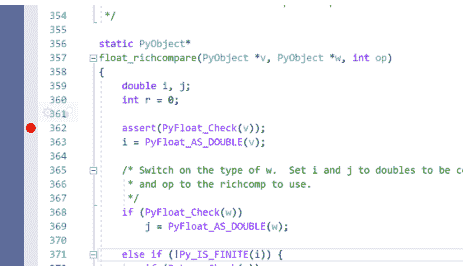 354 */
355
356 static PyObject*
357 float_richcompare(PyObject *v, PyObject *w, int op)
358 {
359 double i, j;
360 int r = 0;
361
362 assert(PyFloat_Check(v));
363 i = PyFloat_AS_DOUBLE(v);
364
365 /* Switch on the type of w. Set i and j to doubles to be
366 * and op to the richcomp to use.
367 */
368 if (PyFloat_Check(w))
369 j = PyFloat_AS_DOUBLE(w);
370
371 else if (!Py_IS_FINITE(i)) {